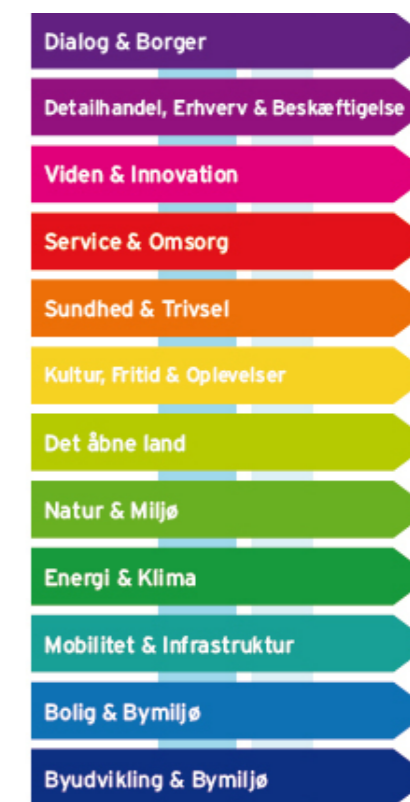 Dialog & Borger
Detailhandel, Erhverv & Beskæftigelse
Viden & Innovation
Service & Omsorg
Sundhed & Trivsel
Kultur, Fritid & Oplevelser
Det åbne land
Natur & Miljø
Energi & Klima
Mobilitet & Infrastruktur
Bolig & Bymiljø
Byudvikling & Bymiljø